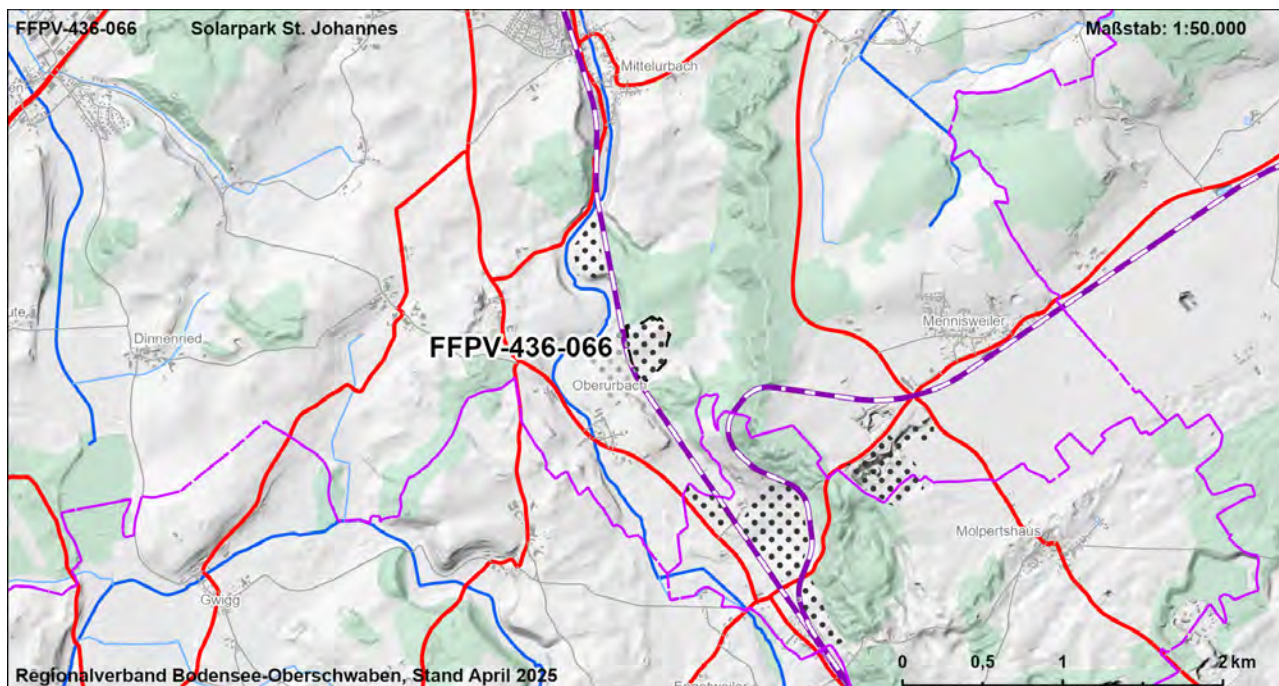 FFPV-436-066 Solarpark St. Johannes Maßstab: 1:50.000
Mittelurbach
Mennisweiler
Dinnenried
FFPV-436-066
Oberurbach
Molpertshaus
Gwigg
0 0,5 1 2 km
Regionalverband Bodensee-Oberschwaben, Stand April 2025